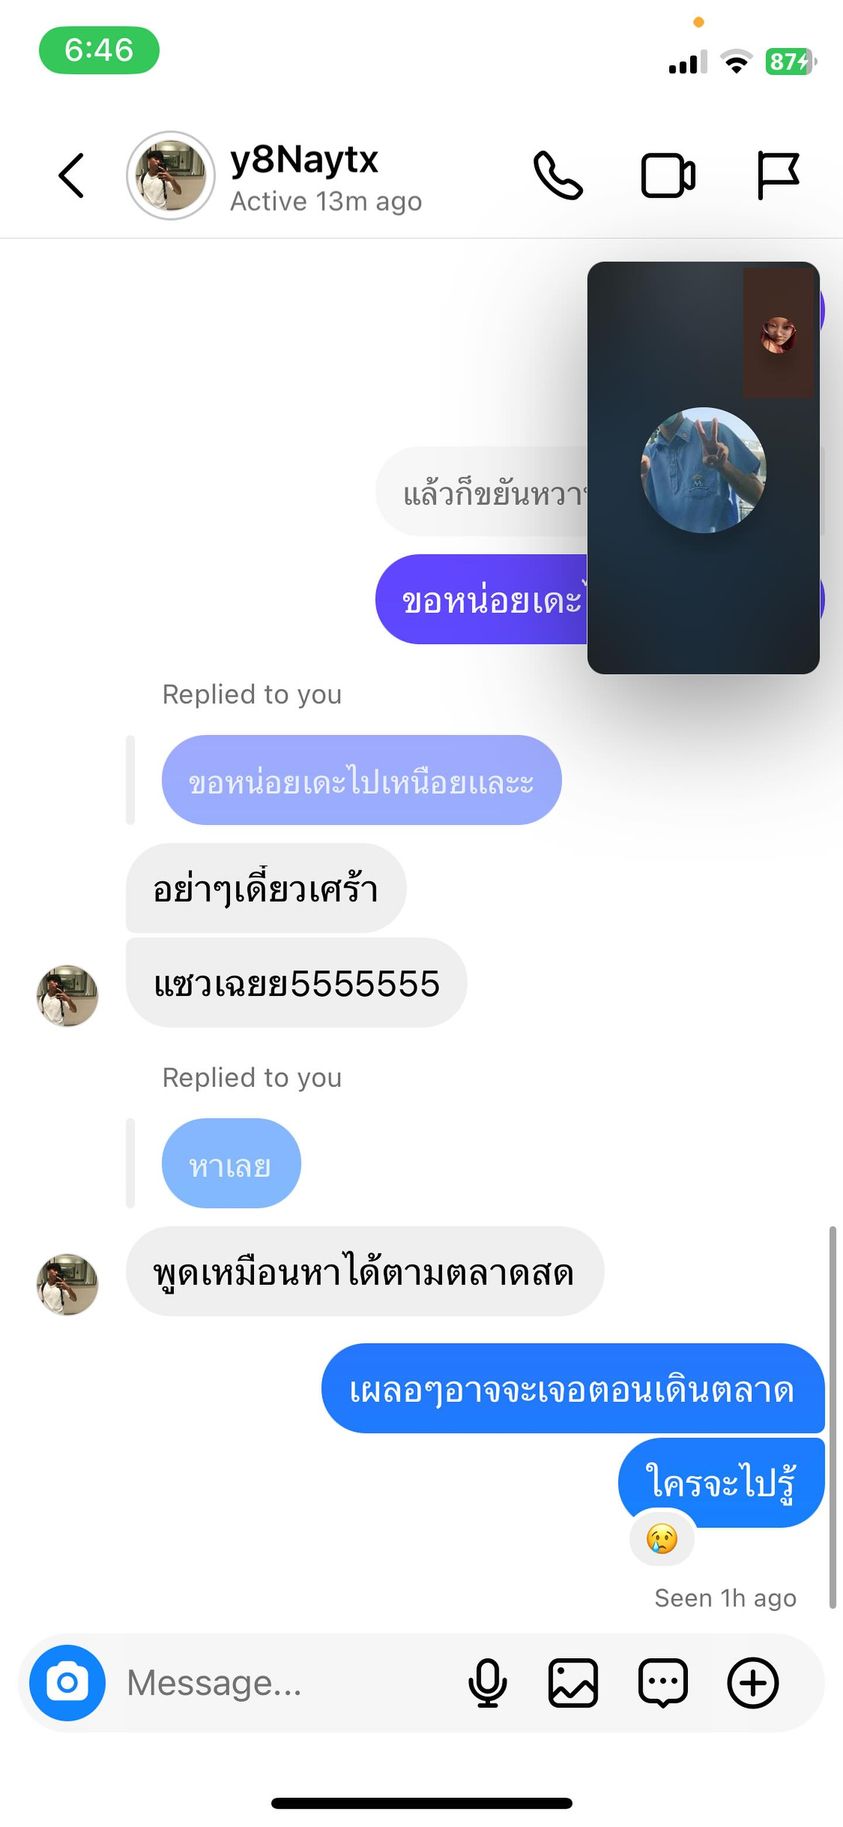 6:46
87
y8Naytx
Active 13m ago
แล้วก็ขยันหวา
ขอหน่อยเดะ
Replied to you
ขอหน่อยเดะไปเหนือยและะ
อย่าๆเดี๋ยวเศร้า
แซวเฉยย5555555
Replied to you
หาเลย
พูดเหมือนหาได้ตามตลาดสด
เผลอๆอาจจะเจอตอนเดินตลาด
ใครจะไปรู้
Seen 1h ago
Message...